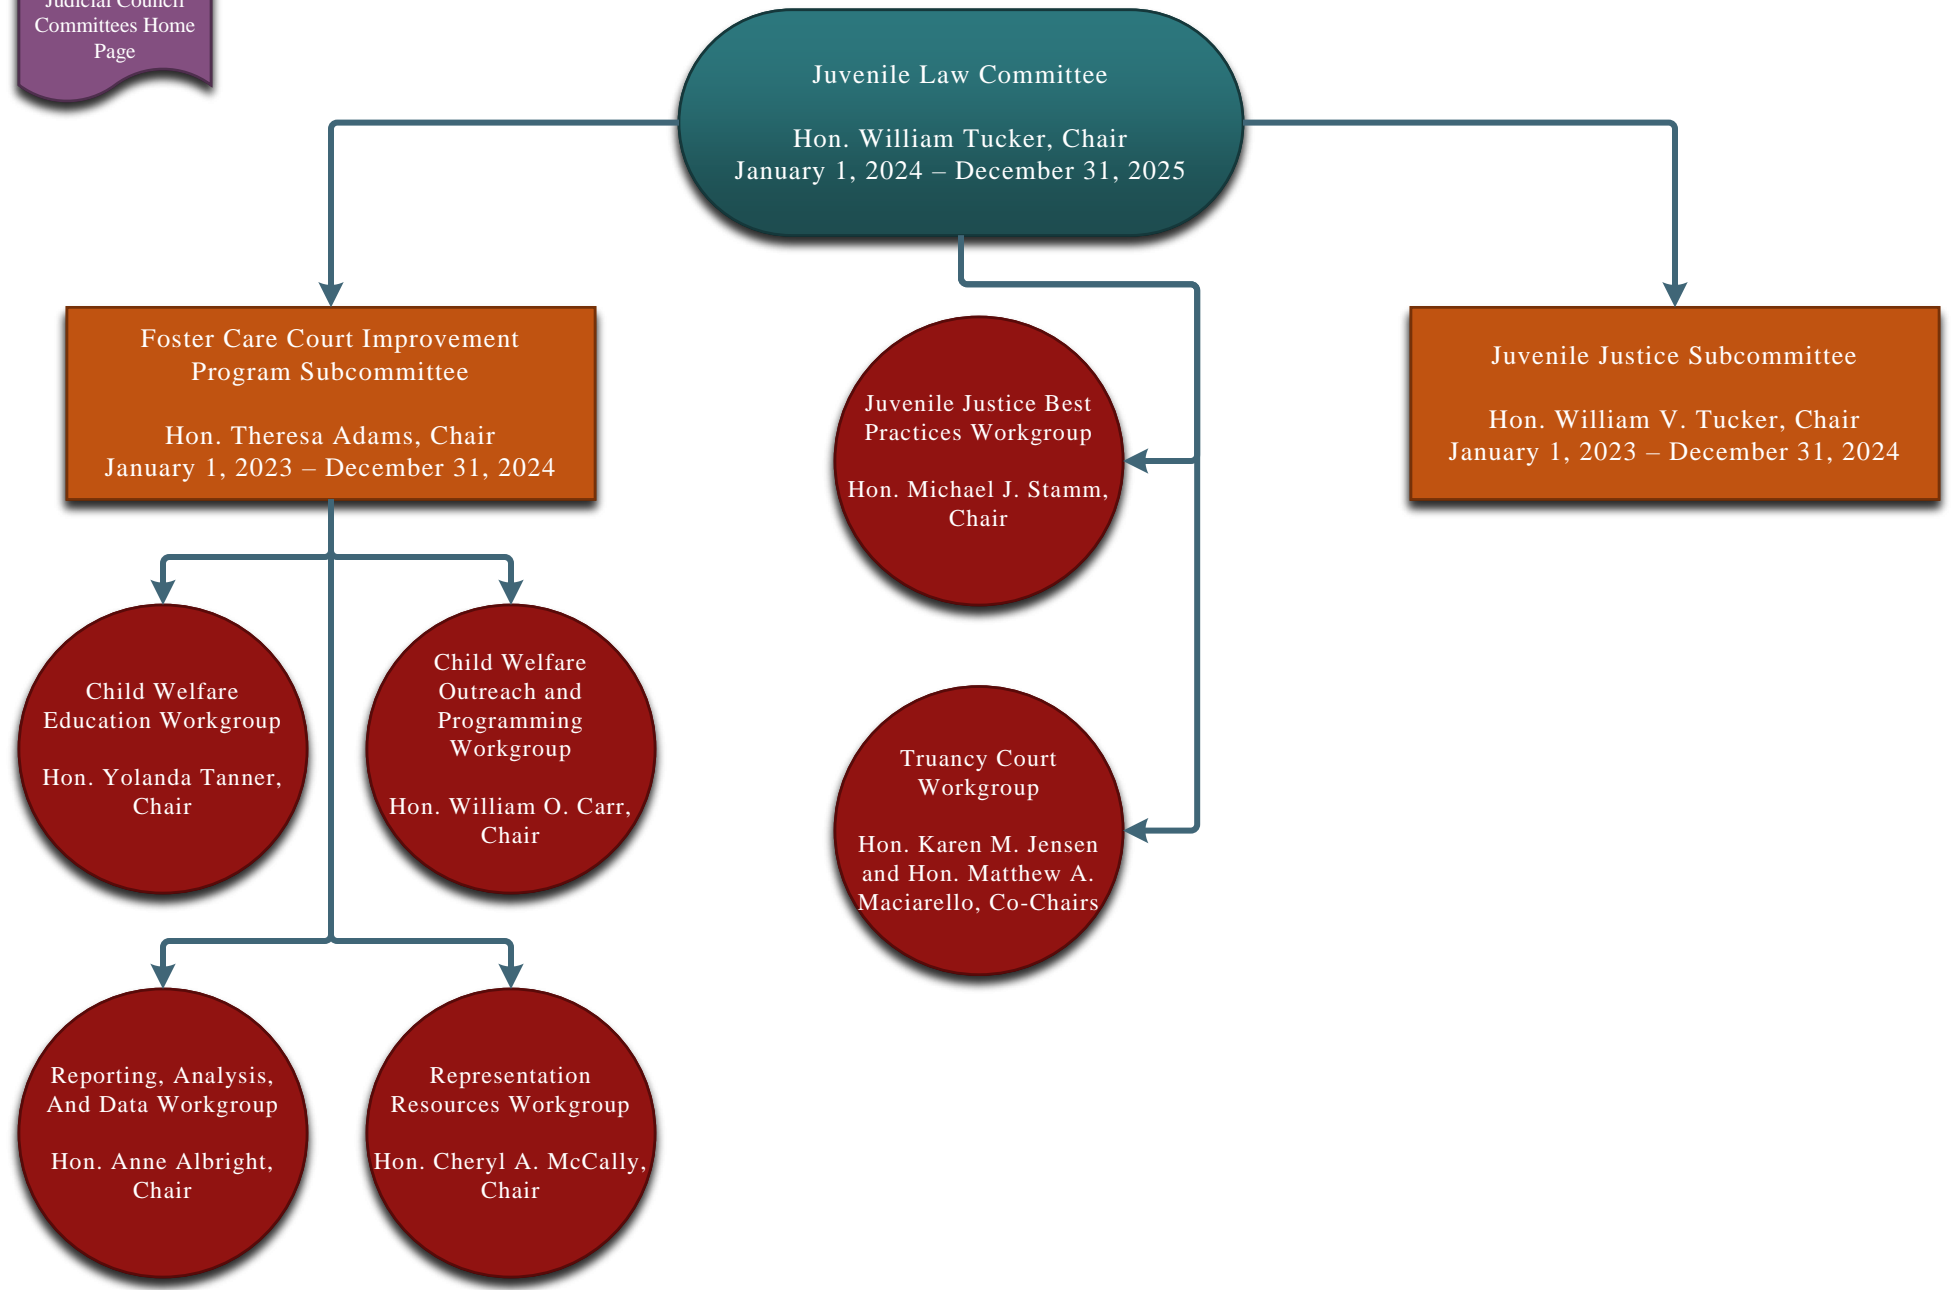 Judicial Council
Committees Home
Page
Juvenile Law Committee
Hon. William Tucker, Chair
January 1, 2024 – December 31, 2025
Foster Care Court Improvement
Program Subcommittee
Hon. Theresa Adams, Chair
January 1, 2023 – December 31, 2024
Juvenile Justice Best
Practices Workgroup
Hon. Michael J. Stamm,
Chair
Juvenile Justice Subcommittee
Hon. William V. Tucker, Chair
January 1, 2023 – December 31, 2024
Child Welfare
Education Workgroup
Hon. Yolanda Tanner,
Chair
Child Welfare
Outreach and
Programming
Workgroup
Hon. William O. Carr,
Chair
Truancy Court
Workgroup
Hon. Karen M. Jensen
and Hon. Matthew A.
Maciarello, Co-Chairs
Reporting, Analysis,
And Data Workgroup
Hon. Anne Albright,
Chair
Representation
Resources Workgroup
Hon. Cheryl A. McCally,
Chair